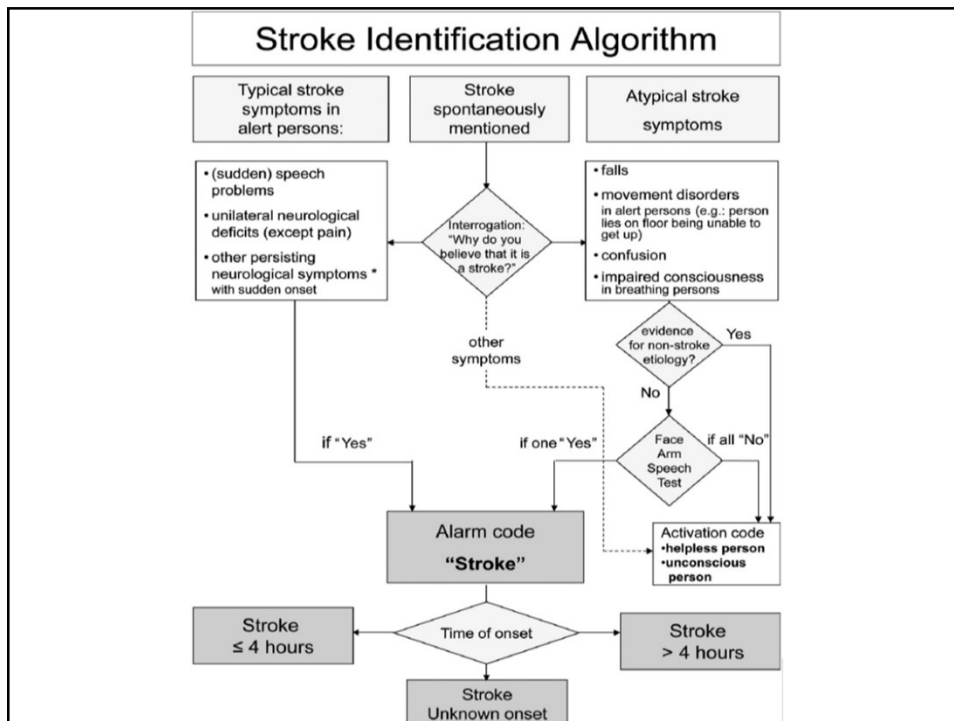 Stroke Identification Algorithm
Typical stroke
symptoms in
alert persons:
Stroke
spontaneously
mentioned
Atypical stroke
symptoms
• (sudden) speech
problems
• unilateral neurological
deficits (except pain)
• other persisting
neurological symptoms *
with sudden onset
Interrogation:
"Why do you
believe that it is
a stroke?"
• falls
• movement disorders
in alert persons (e.g.: person
lies on floor being unable to
get up)
• confusion
• impaired consciousness
in breathing persons
other
symptoms
evidence
for non-stroke
etiology?
Yes
No
if "Yes"
if one "Yes"
Face
Arm
Speech
Test
if all "No"
Alarm code
"Stroke"
Activation code
•helpless person
•unconscious
person
Stroke
≤ 4 hours
Time of onset
Stroke
> 4 hours
Stroke
Unknown onset